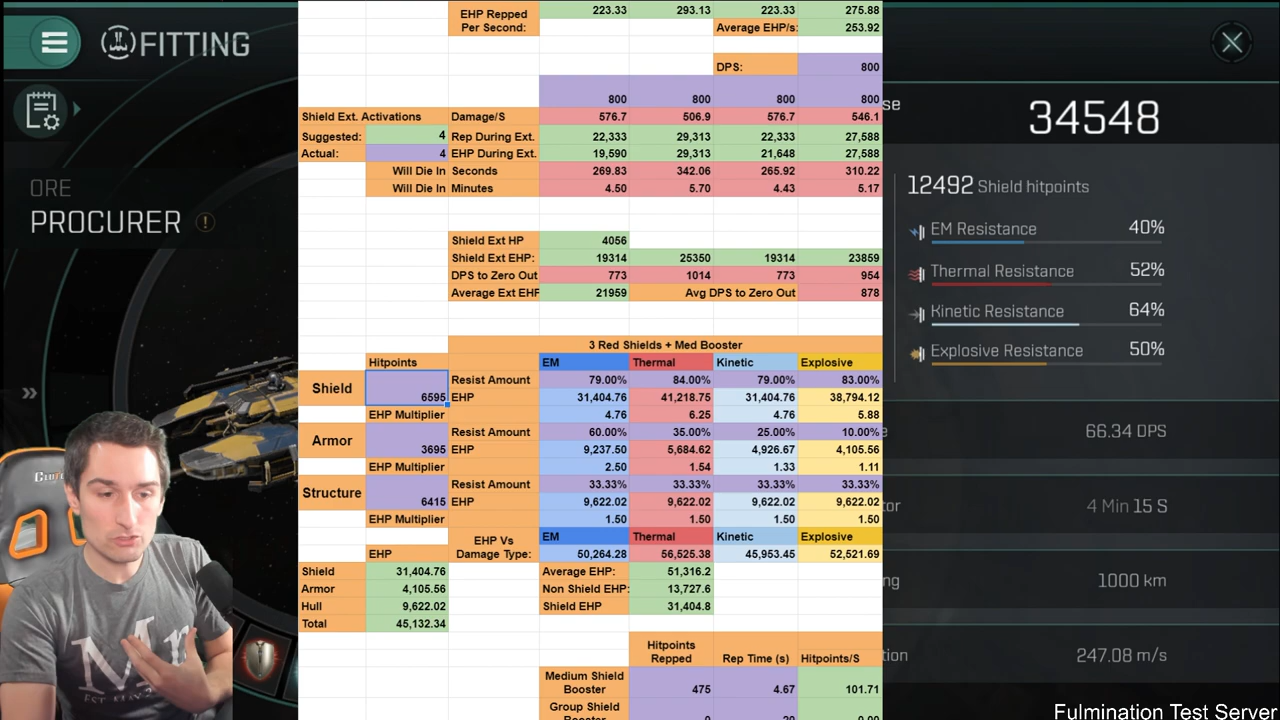 FITTING
ORE
PROCURER
EHP Repped Per Second: 223.33 293.13 223.33 275.88
Average EHP/s: 253.92
DPS: 800
800 800 800 800
Shield Ext. Activations Damage/S 576.7 506.9 576.7 546.1
Suggested: 4 Rep During Ext. 22,333 29,313 22,333 27,588
Actual: 4 EHP During Ext. 19,590 29,313 21,648 27,588
Will Die In Seconds 269.83 342.06 265.92 310.22
Will Die In Minutes 4.50 5.70 4.43 5.17
Shield Ext HP 4056
Shield Ext EHP: 19314 25350 19314 23859
DPS to Zero Out 773 1014 773 954
Average Ext EHP 21959 Avg DPS to Zero Out 878
3 Red Shields + Med Booster
Hitpoints EM Thermal Kinetic Explosive
Shield Resist Amount 79.00% 84.00% 79.00% 83.00%
6595 EHP 31,404.76 41,218.75 31,404.76 38,794.12
EHP Multiplier 4.76 6.25 4.76 5.88
Armor Resist Amount 60.00% 35.00% 25.00% 10.00%
3695 EHP 9,237.50 5,684.62 4,926.67 4,105.56
EHP Multiplier 2.50 1.54 1.33 1.11
Structure Resist Amount 33.33% 33.33% 33.33% 33.33%
6415 EHP 9,622.02 9,622.02 9,622.02 9,622.02
EHP Multiplier 1.50 1.50 1.50 1.50
EHP Vs Damage Type: EM Thermal Kinetic Explosive
EHP 50,264.28 56,525.38 45,953.45 52,521.69
Shield 31,404.76 Average EHP: 51,316.2
Armor 4,105.56 Non Shield EHP: 13,727.6
Hull 9,622.02 Shield EHP 31,404.8
Total 45,132.34
Hitpoints Repped Rep Time (s) Hitpoints/S
Medium Shield Booster 475 4.67 101.71
Group Shield Booster 0 20 0.00
se
34548
12492 Shield hitpoints
EM Resistance 40%
Thermal Resistance 52%
Kinetic Resistance 64%
Explosive Resistance 50%
e 66.34 DPS
tor 4 Min 15 S
ng 1000 km
tion 247.08 m/s
Fulmination Test Server